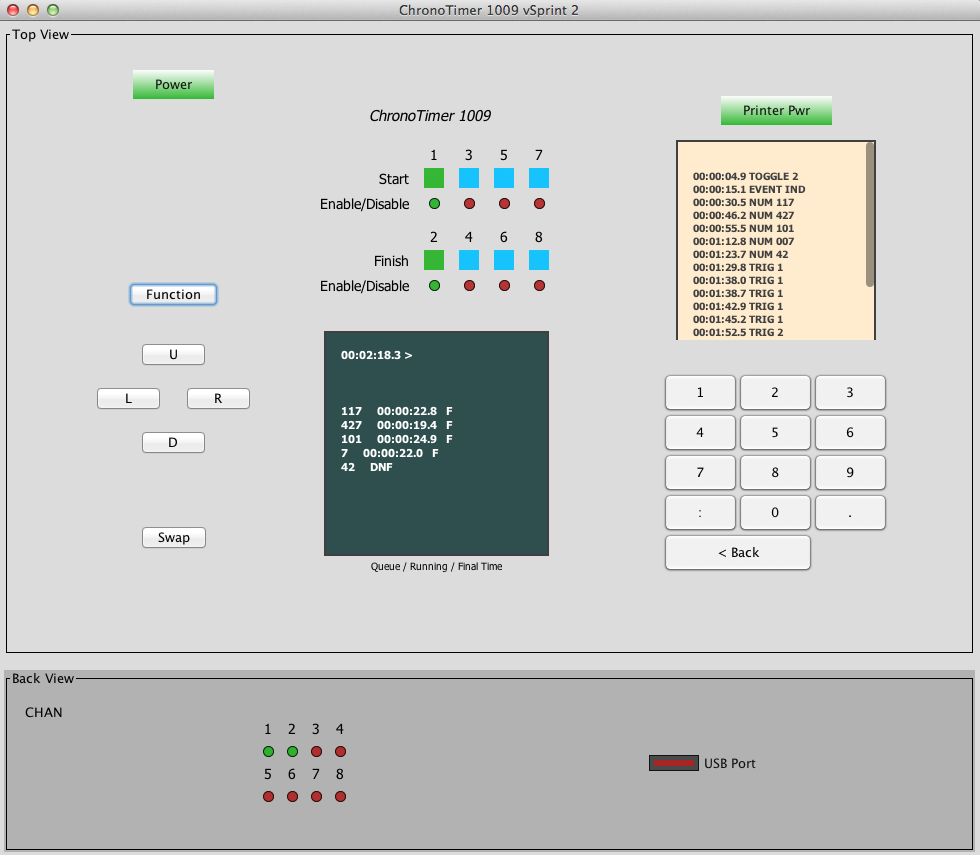 ChronoTimer 1009 vSprint 2
Top View
Power
Printer Pwr
ChronoTimer 1009
1 3 5 7
Start
Enable/Disable
2 4 6 8
Finish
Enable/Disable
00:00:04.9 TOGGLE 2
00:00:15.1 EVENT IND
00:00:30.5 NUM 117
00:00:46.2 NUM 427
00:00:55.5 NUM 101
00:01:12.8 NUM 007
00:01:23.7 NUM 42
00:01:29.8 TRIG 1
00:01:38.0 TRIG 1
00:01:38.7 TRIG 1
00:01:42.9 TRIG 1
00:01:45.2 TRIG 1
00:01:52.5 TRIG 2
Function
U
L R
D
Swap
00:02:18.3 >
117 00:00:22.8 F
427 00:00:19.4 F
101 00:00:24.9 F
7 00:00:22.0 F
42 DNF
Queue / Running / Final Time
1 2 3
4 5 6
7 8 9
: 0 .
< Back
Back View
CHAN
1 2 3 4
5 6 7 8
USB Port